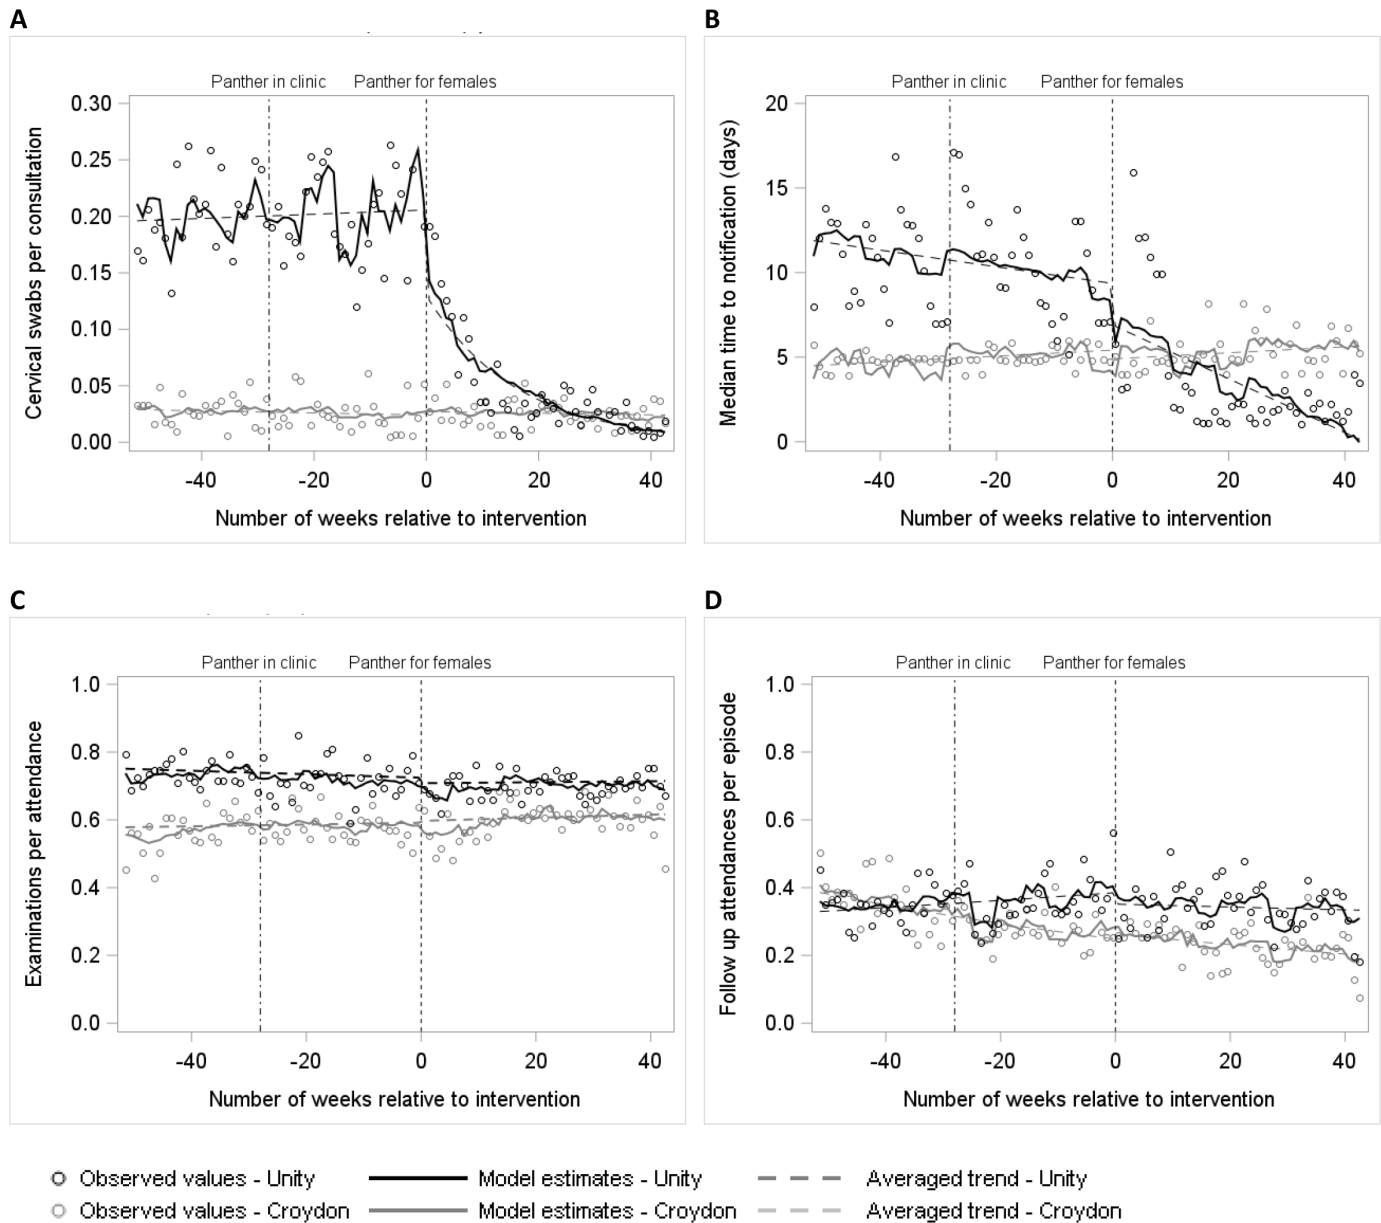 A
Panther in clinic Panther for females
Cervical swabs per consultation
0.30
0.25
0.20
0.15
0.10
0.05
0.00
-40 -20 0 20 40
Number of weeks relative to intervention
B
Panther in clinic Panther for females
Median time to notification (days)
20
15
10
5
0
-40 -20 0 20 40
Number of weeks relative to intervention
C
Panther in clinic Panther for females
Examinations per attendance
1.0
0.8
0.6
0.4
0.2
0.0
-40 -20 0 20 40
Number of weeks relative to intervention
D
Panther in clinic Panther for females
Follow up attendances per episode
1.0
0.8
0.6
0.4
0.2
0.0
-40 -20 0 20 40
Number of weeks relative to intervention
Observed values - Unity Model estimates - Unity Averaged trend - Unity
Observed values - Croydon Model estimates - Croydon Averaged trend - Croydon